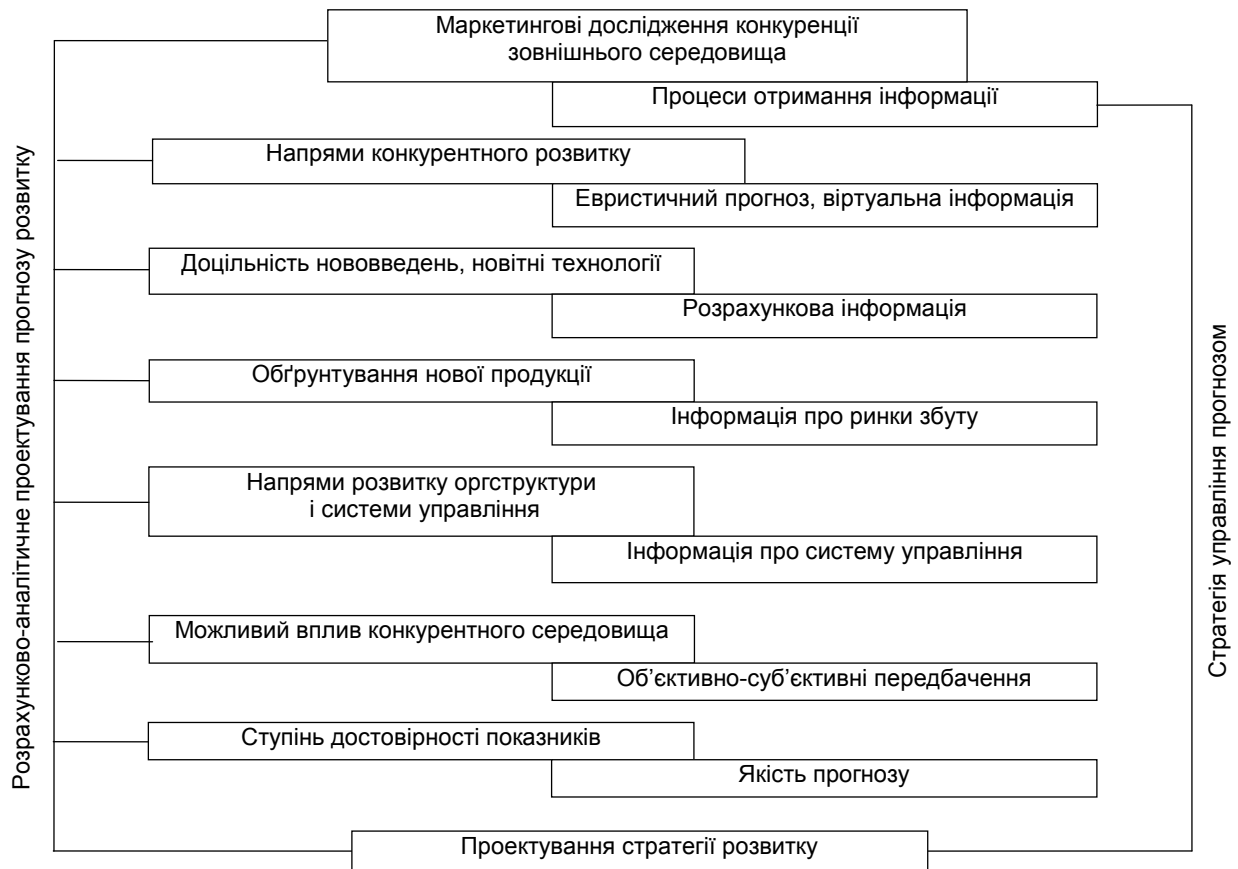 Маркетингові дослідження конкуренції
зовнішнього середовища
Процеси отримання інформації
Напрями конкурентного розвитку
Евристичний прогноз, віртуальна інформація
Доцільність нововведень, новітні технології
Розрахункова інформація
Обґрунтування нової продукції
Інформація про ринки збуту
Напрями розвитку оргструктури
і системи управління
Інформація про систему управління
Можливий вплив конкурентного середовища
Об’єктивно-суб’єктивні передбачення
Ступінь достовірності показників
Якість прогнозу
Проектування стратегії розвитку
Розрахунково-аналітичне проектування прогнозу розвитку
Стратегія управління прогнозом